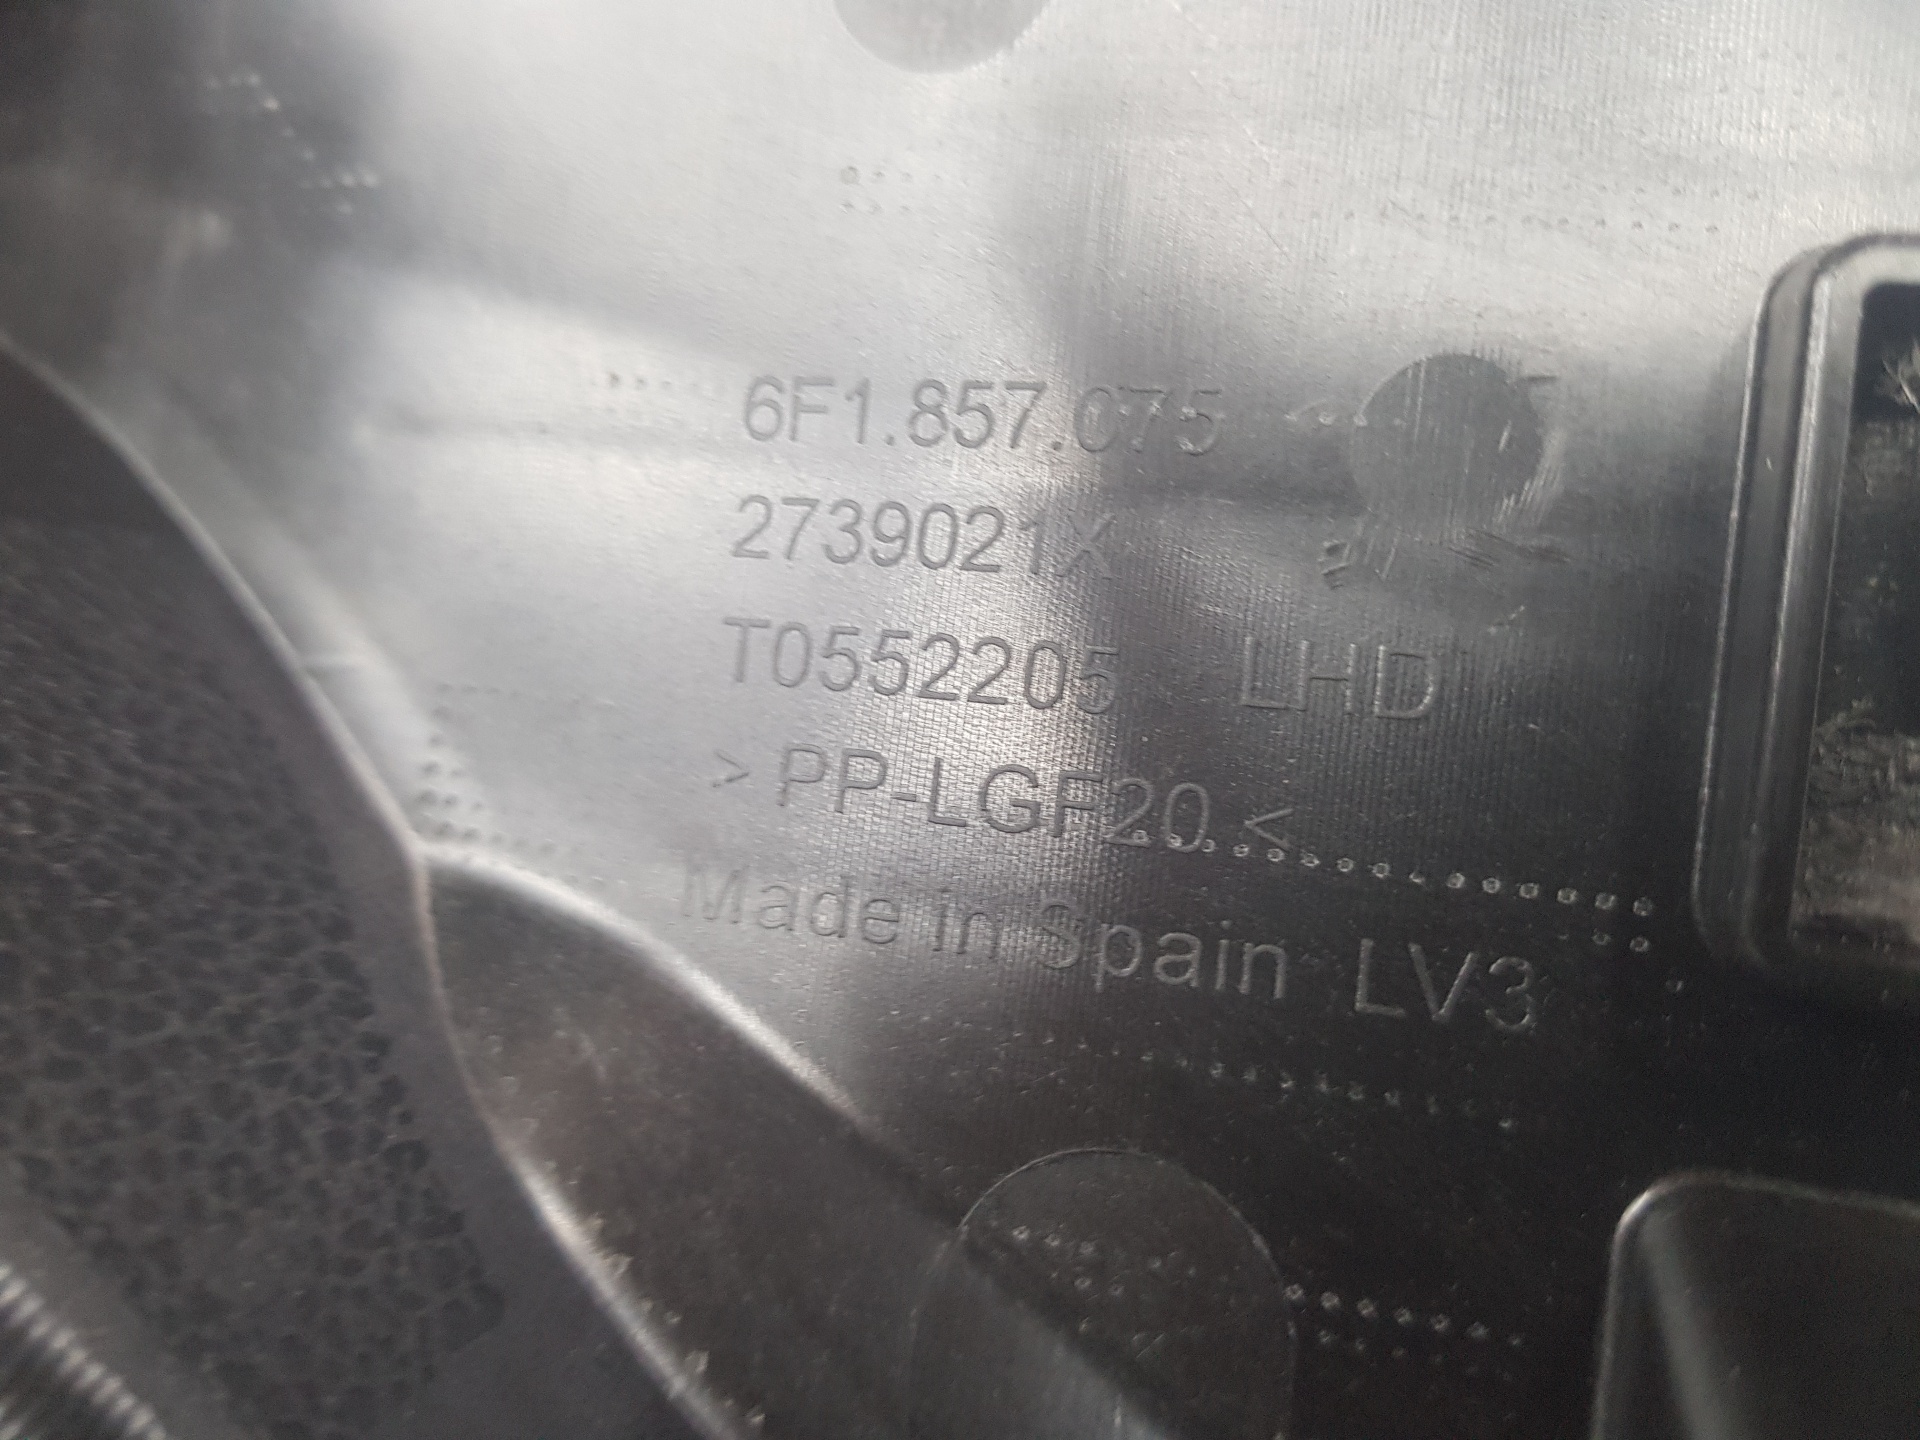 6F1.857.075
2739021X
T0552205 LHD
>PP-LGF20<
Made in Spain LV3